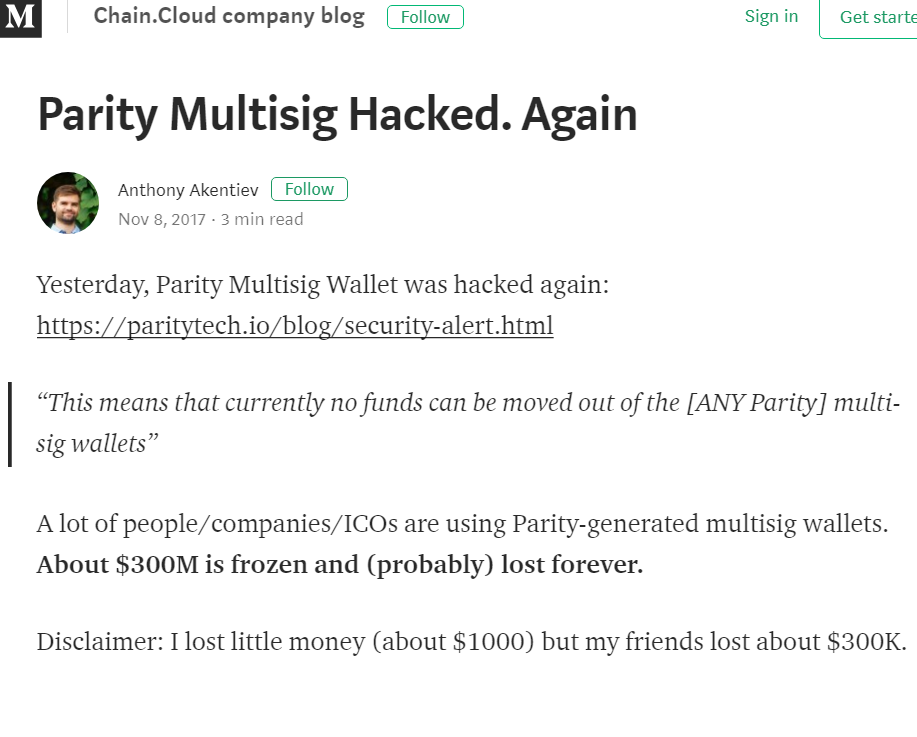 M
Chain.Cloud company blog Follow Sign in Get starte
Parity Multisig Hacked. Again
Anthony Akentiev Follow
Nov 8, 2017 · 3 min read
Yesterday, Parity Multisig Wallet was hacked again:
https://paritytech.io/blog/security-alert.html
“This means that currently no funds can be moved out of the [ANY Parity] multi-
sig wallets”
A lot of people/companies/ICOs are using Parity-generated multisig wallets.
About $300M is frozen and (probably) lost forever.
Disclaimer: I lost little money (about $1000) but my friends lost about $300K.